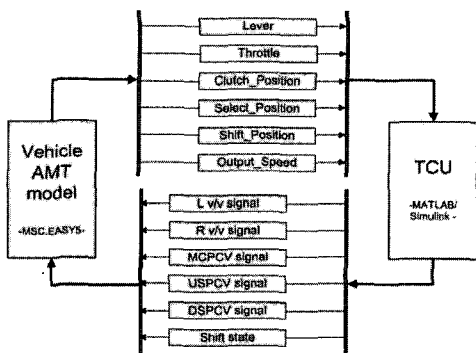 Lever
Throttle
Clutch_Position
Select_Position
Shift_Position
Output_Speed
Vehicle
AMT
model
-MSC.EASY5-
TCU
-MATLAB/
Simulink -
L v/v signal
R v/v signal
MCPCV signal
USPCV signal
DSPCV signal
Shift state